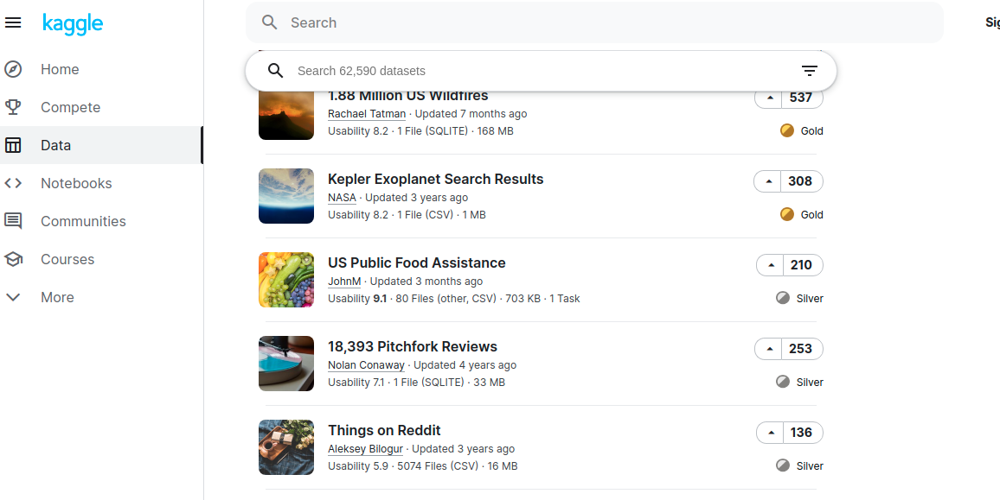 kaggle
Search
Sig
Home
Compete
Data
Notebooks
Communities
Courses
More
Search 62,590 datasets
1.88 Million US Wildfires
Rachael Tatman · Updated 7 months ago
Usability 8.2 · 1 File (SQLITE) · 168 MB
537
Gold
Kepler Exoplanet Search Results
NASA · Updated 3 years ago
Usability 8.2 · 1 File (CSV) · 1 MB
308
Gold
US Public Food Assistance
JohnM · Updated 3 months ago
Usability 9.1 · 80 Files (other, CSV) · 703 KB · 1 Task
210
Silver
18,393 Pitchfork Reviews
Nolan Conaway · Updated 4 years ago
Usability 7.1 · 1 File (SQLITE) · 33 MB
253
Silver
Things on Reddit
Aleksey Bilogur · Updated 3 years ago
Usability 5.9 · 5074 Files (CSV) · 16 MB
136
Silver